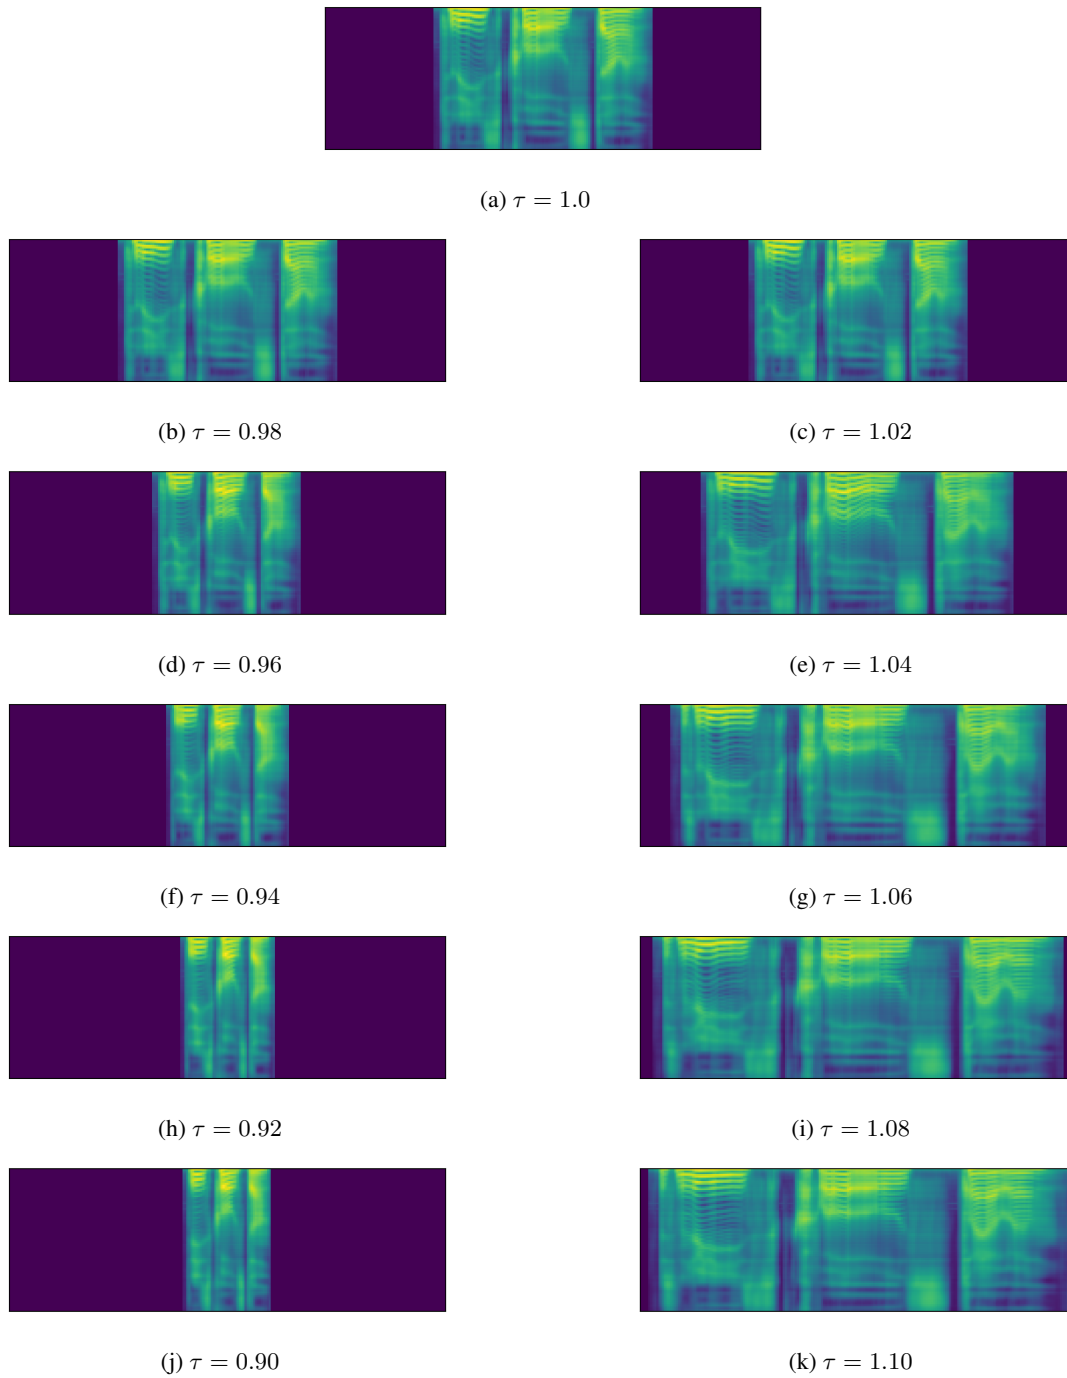 (a) τ = 1.0
(b) τ = 0.98
(c) τ = 1.02
(d) τ = 0.96
(e) τ = 1.04
(f) τ = 0.94
(g) τ = 1.06
(h) τ = 0.92
(i) τ = 1.08
(j) τ = 0.90
(k) τ = 1.10